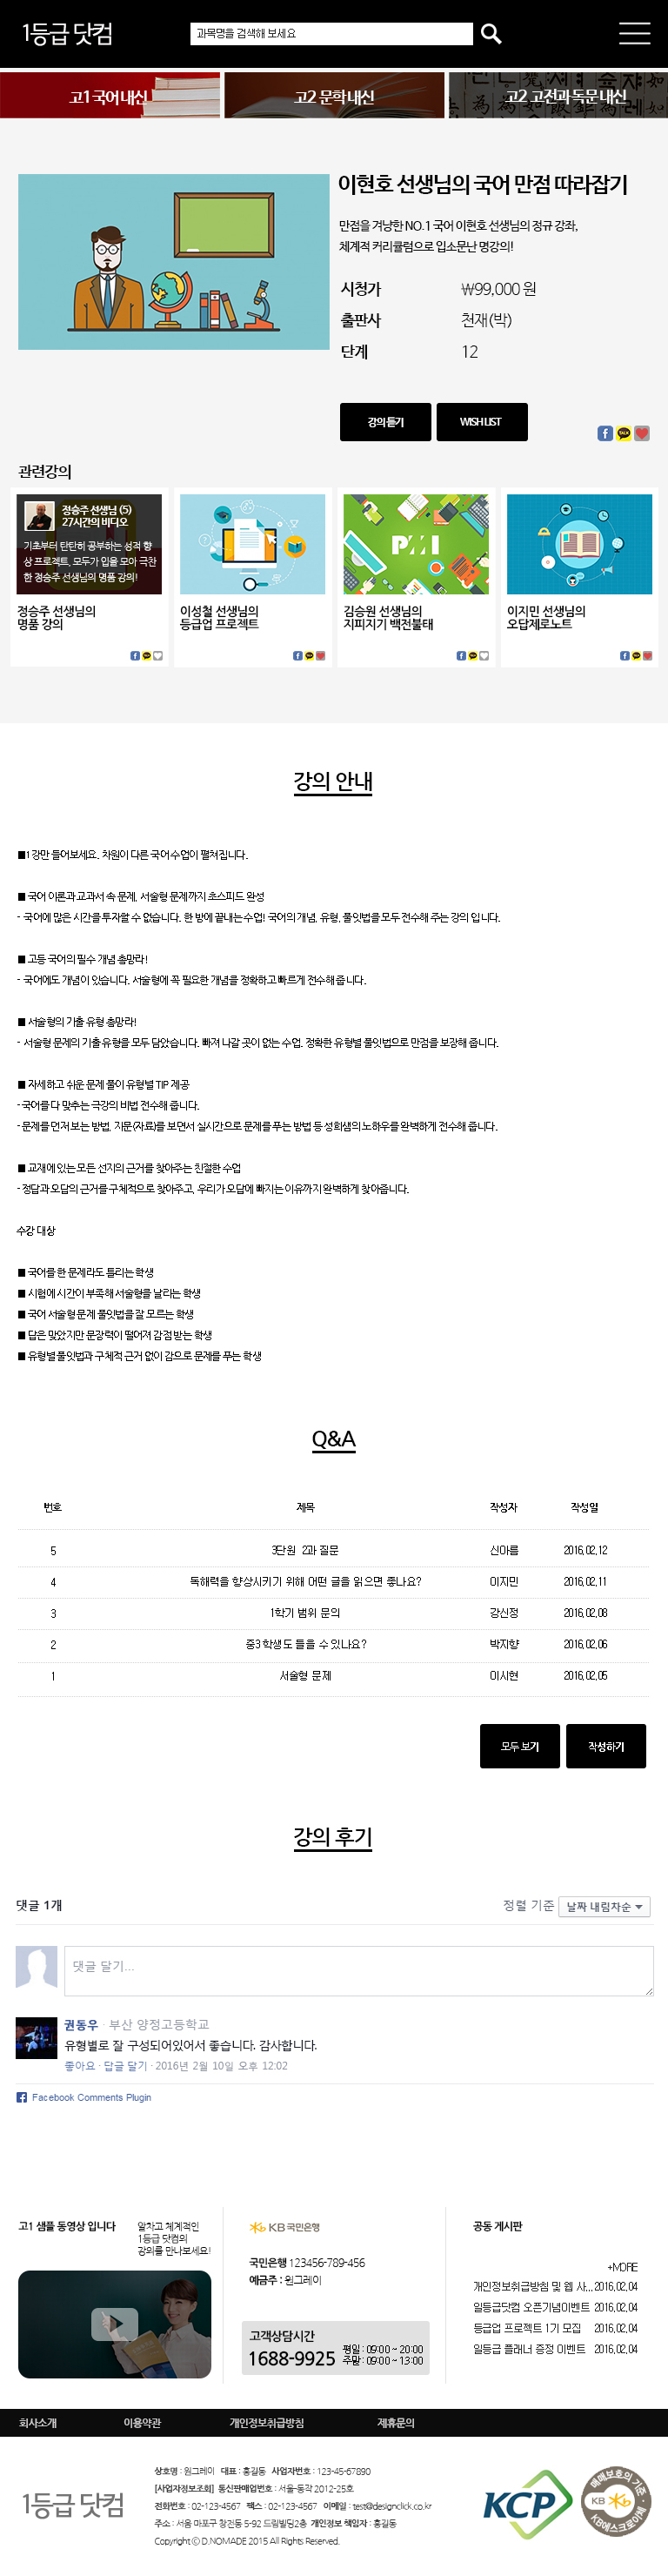 1등급 닷컴
과목명을 검색해 보세요
고1 국어 내신
고2 문학 내신
고2 고전과 독문 내신
이현호 선생님의 국어 만점 따라잡기
만점을 겨냥한 NO.1 국어 이현호 선생님의 정규 강좌,
체계적 커리큘럼으로 입소문난 명강의!
시청가 ₩99,000 원
출판사 천재(박)
단계 12
강의 듣기
WISH LIST
관련강의
정승주 선생님 (5)
27시간의 비디오
기초부터 탄탄히 공부하는 성적 향
상 프로젝트, 모두가 입을 모아 극찬
한 정승주 선생님의 명품 강의!
PMI
정승주 선생님의
명품 강의
이성철 선생님의
등급업 프로젝트
김승원 선생님의
지피지기 백전불태
이지민 선생님의
오답제로노트
강의 안내
■1강만 들어보세요. 차원이 다른 국어 수업이 펼쳐집니다.
■ 국어 이론과 교과서 속 문제, 서술형 문제까지 초스피드 완성
- 국어에 많은 시간을 투자할 수 없습니다. 한 방에 끝내는 수업! 국어의 개념, 유형, 풀잇법을 모두 전수해 주는 강의 입니다.
■ 고등 국어의 필수 개념 총망라!
- 국어에도 개념이 있습니다. 서술형에 꼭 필요한 개념을 정확하고 빠르게 전수해 줍니다.
■ 서술형의 기출 유형 총망라!
- 서술형 문제의 기출 유형을 모두 담았습니다. 빠져 나갈 곳이 없는 수업. 정확한 유형별 풀잇법으로 만점을 보장해 줍니다.
■ 자세하고 쉬운 문제 풀이 유형별 TIP 제공
- 국어를 다 맞추는 극강의 비법 전수해 줍니다.
- 문제를 먼저 보는 방법, 지문(자료)를 보면서 실시간으로 문제를 푸는 방법 등 성희샘의 노하우를 완벽하게 전수해 줍니다.
■ 교재에 있는 모든 선지의 근거를 찾아주는 친절한 수업
- 정답과 오답의 근거를 구체적으로 찾아주고, 우리가 오답에 빠지는 이유까지 완벽하게 찾아줍니다.
수강 대상
■ 국어를 한 문제라도 틀리는 학생
■ 시험에 시간이 부족해 서술형을 날리는 학생
■ 국어 서술형 문제 풀잇법을 잘 모르는 학생
■ 답은 맞았지만 문장력이 떨어져 감점 받는 학생
■ 유형별 풀잇법과 구체적 근거 없이 감으로 문제를 푸는 학생
Q&A
번호 제목 작성자 작성일
5 3단원 2과 질문 신아름 2016.02.12
4 독해력을 향상시키기 위해 어떤 글을 읽으면 좋나요? 이지민 2016.02.11
3 1학기 범위 문의 강신정 2016.02.08
2 중3 학생도 들을 수 있나요? 박지향 2016.02.06
1 서술형 문제 이시현 2016.02.05
모두 보기
작성하기
강의 후기
댓글 1개
정렬 기준 날짜 내림차순
댓글 달기...
권동우 · 부산 양정고등학교
유형별로 잘 구성되어있어서 좋습니다. 감사합니다.
좋아요 · 답글 달기 · 2016년 2월 10일 오후 12:02
Facebook Comments Plugin
고1 샘플 동영상 입니다
알차고 체계적인
1등급 닷컴의
강의를 만나보세요!
KB 국민은행
국민은행 123456-789-456
예금주 : 원그레이
고객상담시간
1688-9925
평일 : 09:00 ~ 20:00
주말 : 09:00 ~ 13:00
공동 게시판
+MORE
개인정보취급방침 및 웹 사... 2016.02.04
일등급닷컴 오픈기념이벤트 2016.02.04
등급업 프로젝트 1기 모집 2016.02.04
일등급 플래너 증정 이벤트 2016.02.04
회사소개
이용약관
개인정보취급방침
제휴문의
1등급 닷컴
상호명 : 원그레이 대표 : 홍길동 사업자번호 : 123-45-67890
[사업자정보조회] 통신판매업번호 : 서울-동작 2012-25호
전화번호 : 02-123-4567 팩스 : 02-123-4567 이메일 : test@designclick.co.kr
주소 : 서울 마포구 창전동 5-92 드림빌딩2층 개인정보 책임자 : 홍길동
Copyright ⓒ D.NOMADE 2015 All Rights Reserved.
KCP
매매보호의 기준
KB
KB에스크로이체